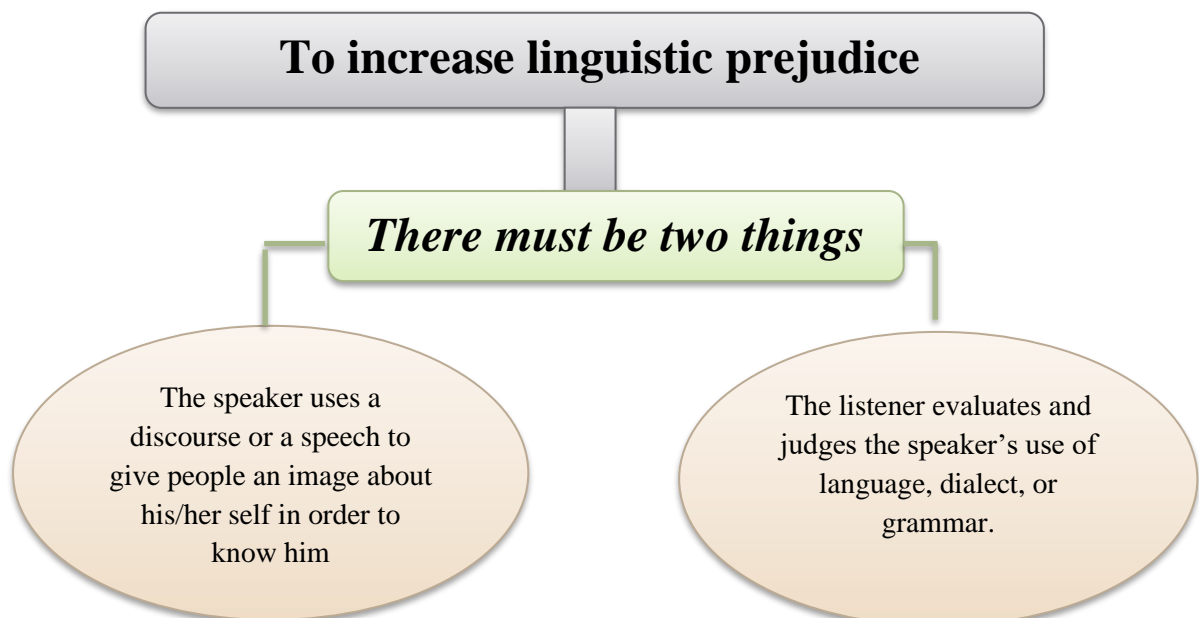 To increase linguistic prejudice
There must be two things
The speaker uses a
discourse or a speech to
give people an image about
his/her self in order to
know him
The listener evaluates and
judges the speaker’s use of
language, dialect, or
grammar.